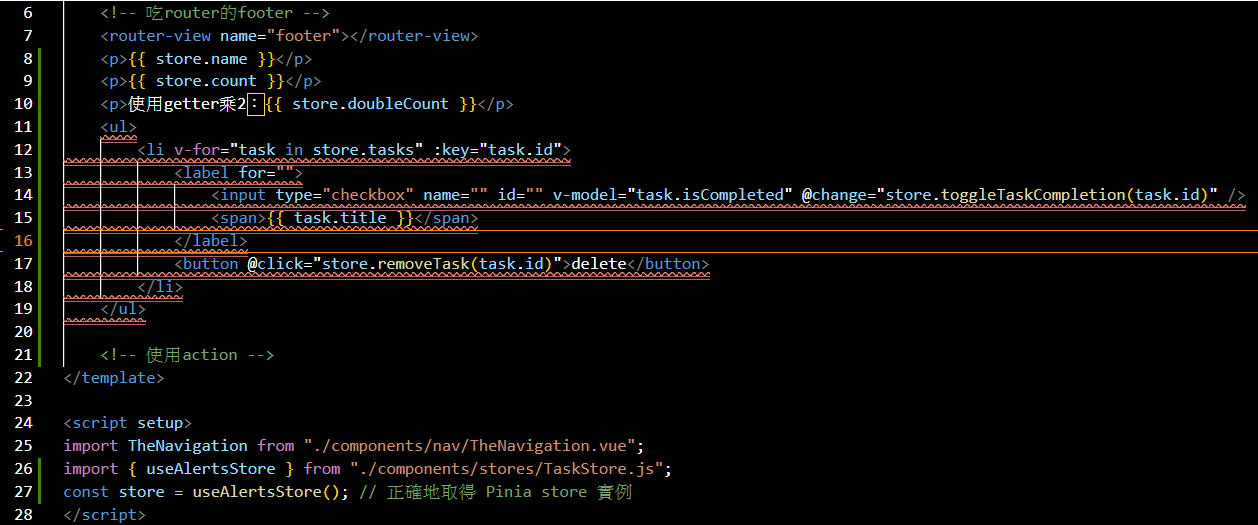 6 <!-- 吃router的footer -->
7 <router-view name="footer"></router-view>
8 <p>{{ store.name }}</p>
9 <p>{{ store.count }}</p>
10 <p>使用getter乘2：{{ store.doubleCount }}</p>
11 <ul>
12 <li v-for="task in store.tasks" :key="task.id">
13 <label for="">
14 <input type="checkbox" name="" id="" v-model="task.isCompleted" @change="store.toggleTaskCompletion(task.id)" />
15 <span>{{ task.title }}</span>
16 </label>
17 <button @click="store.removeTask(task.id)">delete</button>
18 </li>
19 </ul>
20
21 <!-- 使用action -->
22 </template>
23
24 <script setup>
25 import TheNavigation from "./components/nav/TheNavigation.vue";
26 import { useAlertsStore } from "./components/stores/TaskStore.js";
27 const store = useAlertsStore(); // 正確地取得 Pinia store 實例
28 </script>